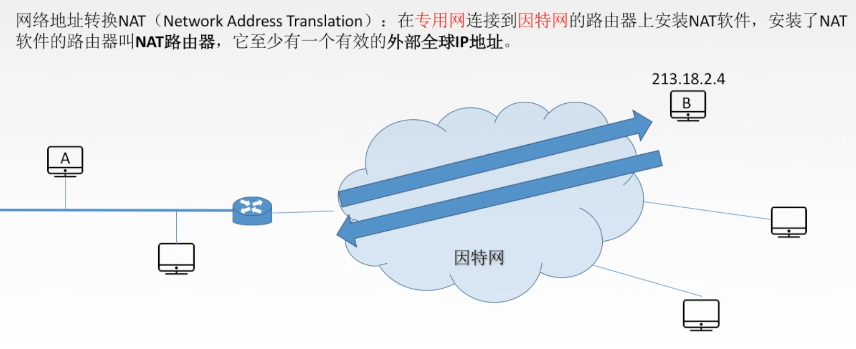 网络地址转换NAT（Network Address Translation）：在专用网连接到因特网的路由器上安装NAT软件，安装了NAT
软件的路由器叫NAT路由器，它至少有一个有效的外部全球IP地址。
213.18.2.4
B
A
因特网